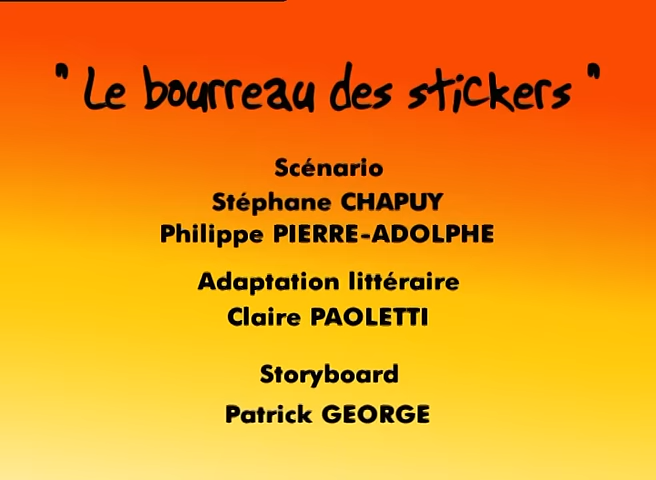 " Le bourreau des stickers "
Scénario
Stéphane CHAPUY
Philippe PIERRE-ADOLPHE
Adaptation littéraire
Claire PAOLETTI
Storyboard
Patrick GEORGE